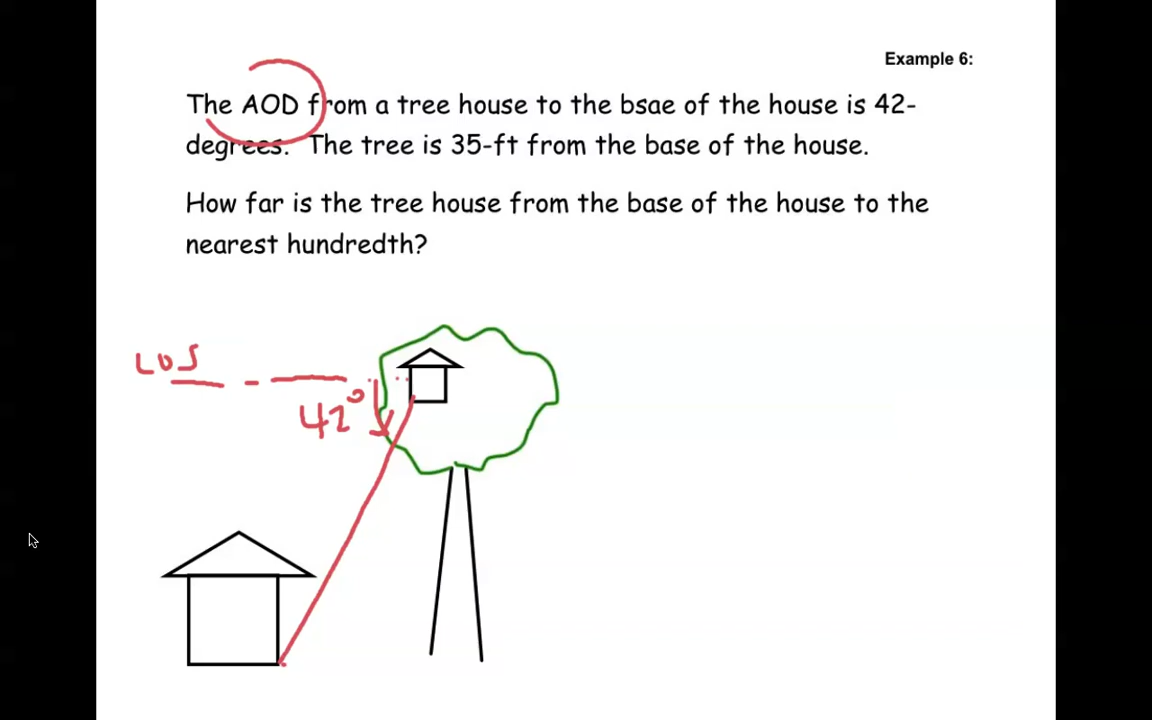 Example 6:
The AOD from a tree house to the bsae of the house is 42-
degrees. The tree is 35-ft from the base of the house.
How far is the tree house from the base of the house to the
nearest hundredth?
LOS
42°